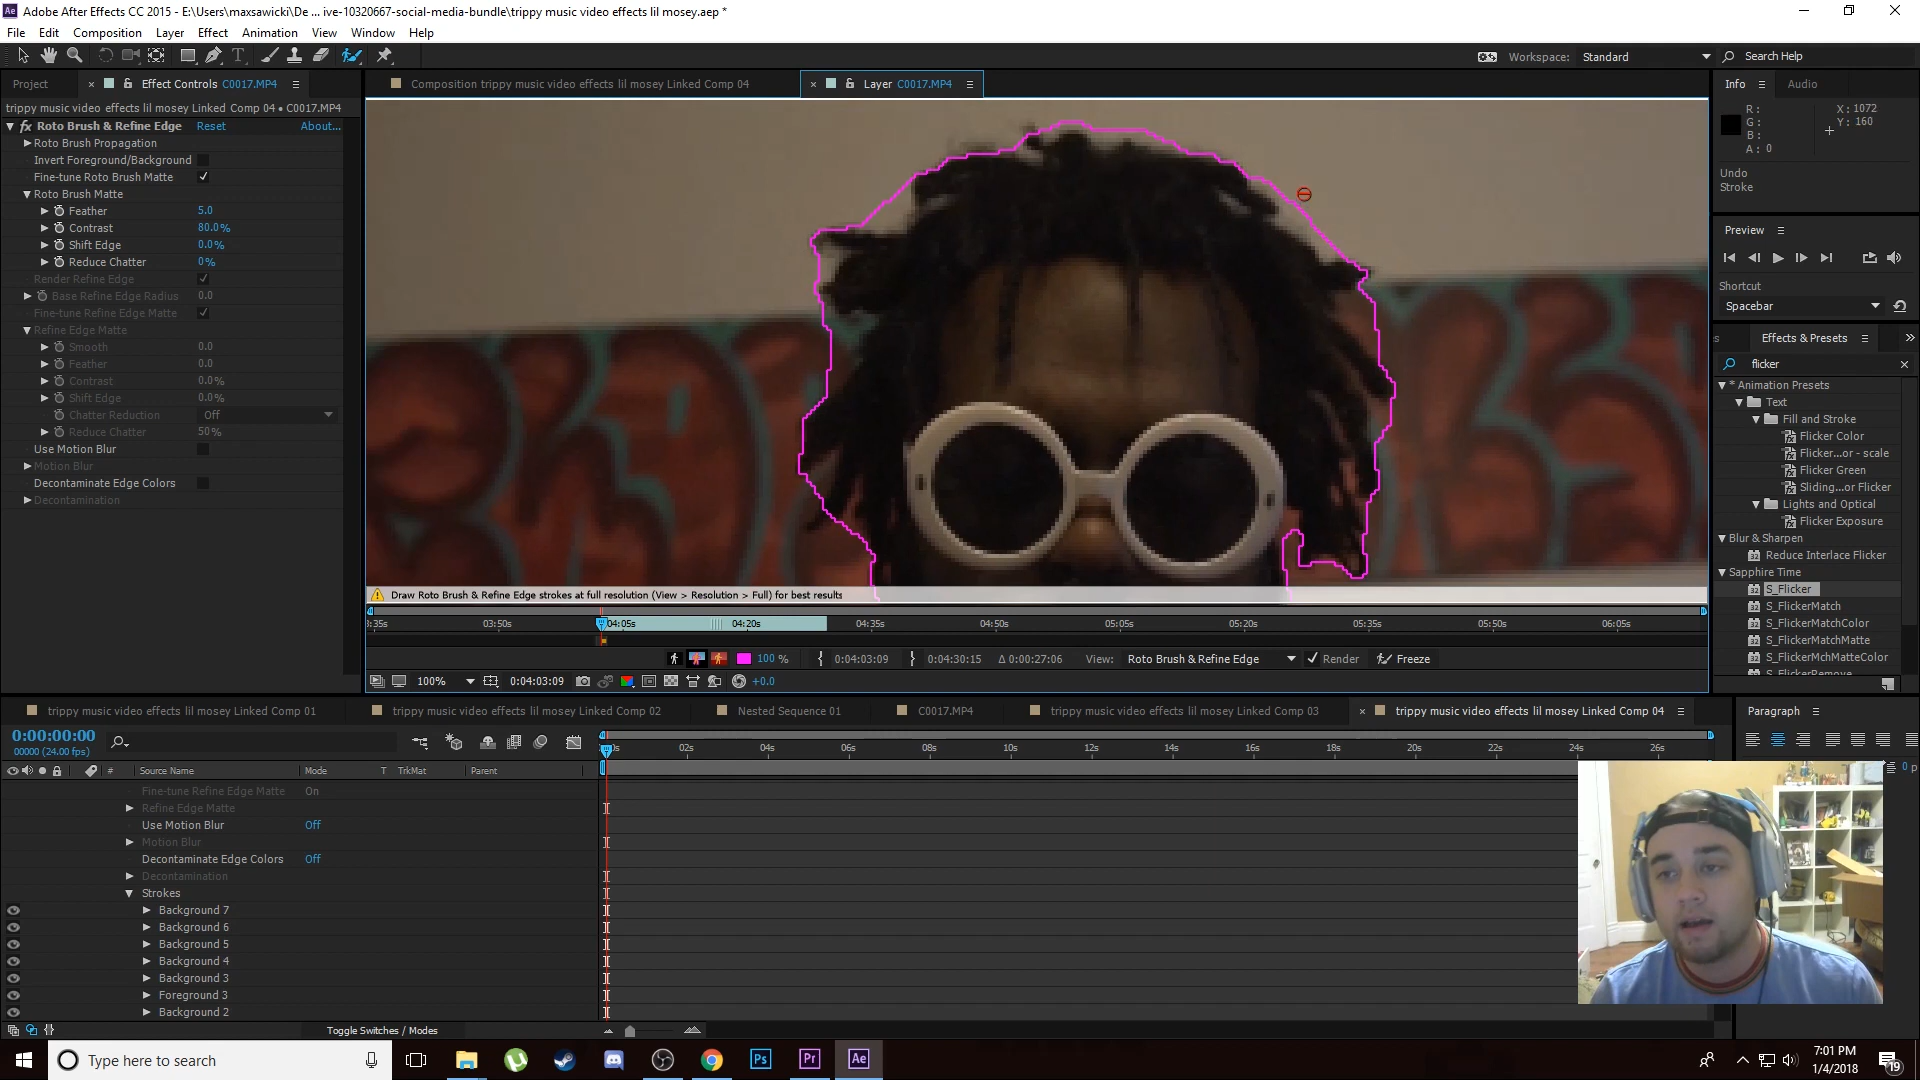 Adobe After Effects CC 2015 - E:\Users\maxsawicki\De ... ive-10320667-social-media-bundle\trippy music video effects lil mosey.aep *
File Edit Composition Layer Effect Animation View Window Help
Workspace: Standard Search Help
Project Effect Controls C0017.MP4
Composition trippy music video effects lil mosey Linked Comp 04
Layer C0017.MP4
Info Audio
trippy music video effects lil mosey Linked Comp 04 • C0017.MP4
Roto Brush & Refine Edge Reset About...
Roto Brush Propagation
Invert Foreground/Background
Fine-tune Roto Brush Matte
Roto Brush Matte
Feather 5.0
Contrast 80.0%
Shift Edge 0.0%
Reduce Chatter 0%
Render Refine Edge
Base Refine Edge Radius 0.0
Fine-tune Refine Edge Matte
Refine Edge Matte
Smooth 0.0
Feather 0.0
Contrast 0.0%
Shift Edge 0.0%
Chatter Reduction Off
Reduce Chatter 50%
Use Motion Blur
Motion Blur
Decontaminate Edge Colors
Decontamination
R: X: 1072
G: Y: 160
B:
A: 0
Undo
Stroke
Preview
Shortcut
Spacebar
Effects & Presets
flicker
* Animation Presets
Text
Fill and Stroke
Flicker Color
Flicker...or - scale
Flicker Green
Sliding...or Flicker
Lights and Optical
Flicker Exposure
Blur & Sharpen
Reduce Interlace Flicker
Sapphire Time
S_Flicker
S_FlickerMatch
S_FlickerMatchColor
S_FlickerMatchMatte
S_FlickerMchMatteColor
S_FlickerRemove
Draw Roto Brush & Refine Edge strokes at full resolution (View > Resolution > Full) for best results
3:35s 03:50s 04:05s 04:20s 04:35s 04:50s 05:05s 05:20s 05:35s 05:50s 06:05s
100 % 0:04:03:09 0:04:30:15 Δ 0:00:27:06 View: Roto Brush & Refine Edge Render Freeze
100% 0:04:03:09 +0.0
trippy music video effects lil mosey Linked Comp 01
trippy music video effects lil mosey Linked Comp 02
Nested Sequence 01
C0017.MP4
trippy music video effects lil mosey Linked Comp 03
trippy music video effects lil mosey Linked Comp 04
Paragraph
0:00:00:00
00000 (24.00 fps)
02s 04s 06s 08s 10s 12s 14s 16s 18s 20s 22s 24s 26s
# Source Name Mode T TrkMat Parent
0 p
Fine-tune Refine Edge Matte On
Refine Edge Matte
Use Motion Blur Off
Motion Blur
Decontaminate Edge Colors Off
Decontamination
Strokes
Background 7
Background 6
Background 5
Background 4
Background 3
Foreground 3
Background 2
Toggle Switches / Modes
Type here to search
Ps Pr Ae
7:01 PM
1/4/2018
19